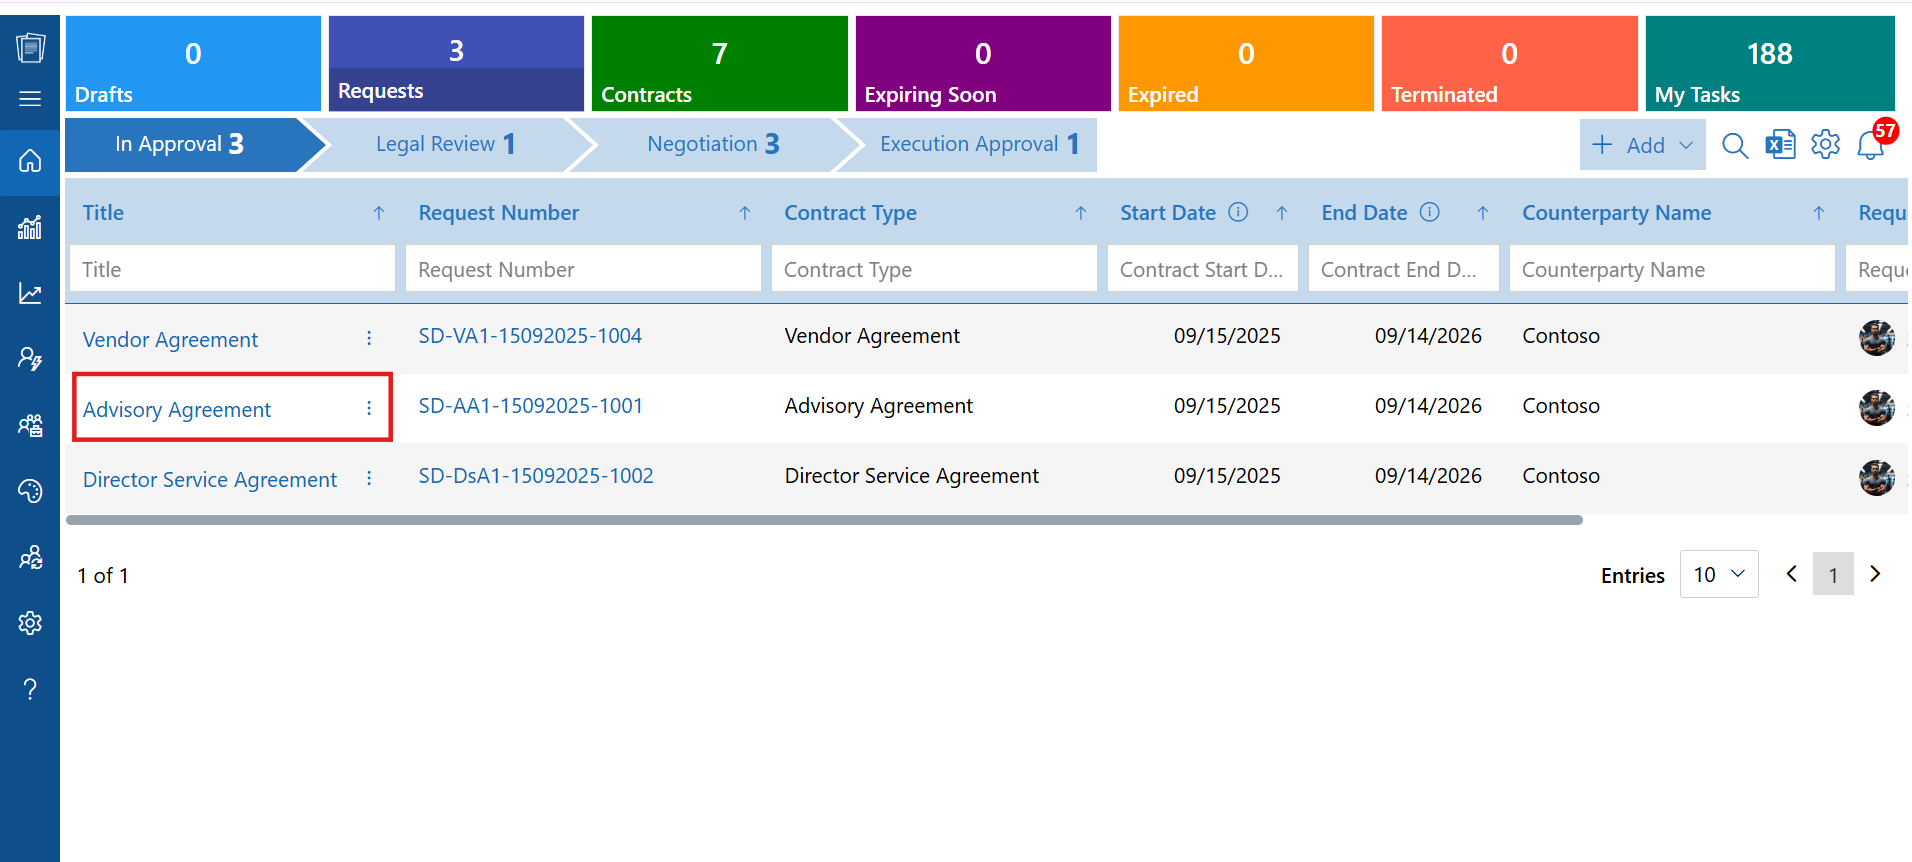 0 3 7 0 0 0 188
Drafts Requests Contracts Expiring Soon Expired Terminated My Tasks
In Approval 3 Legal Review 1 Negotiation 3 Execution Approval 1 Add 57
Title Request Number Contract Type Start Date End Date Counterparty Name Requ
Title Request Number Contract Type Contract Start D... Contract End D... Counterparty Name Requ
Vendor Agreement SD-VA1-15092025-1004 Vendor Agreement 09/15/2025 09/14/2026 Contoso
Advisory Agreement SD-AA1-15092025-1001 Advisory Agreement 09/15/2025 09/14/2026 Contoso
Director Service Agreement SD-DsA1-15092025-1002 Director Service Agreement 09/15/2025 09/14/2026 Contoso
1 of 1 Entries 10 1